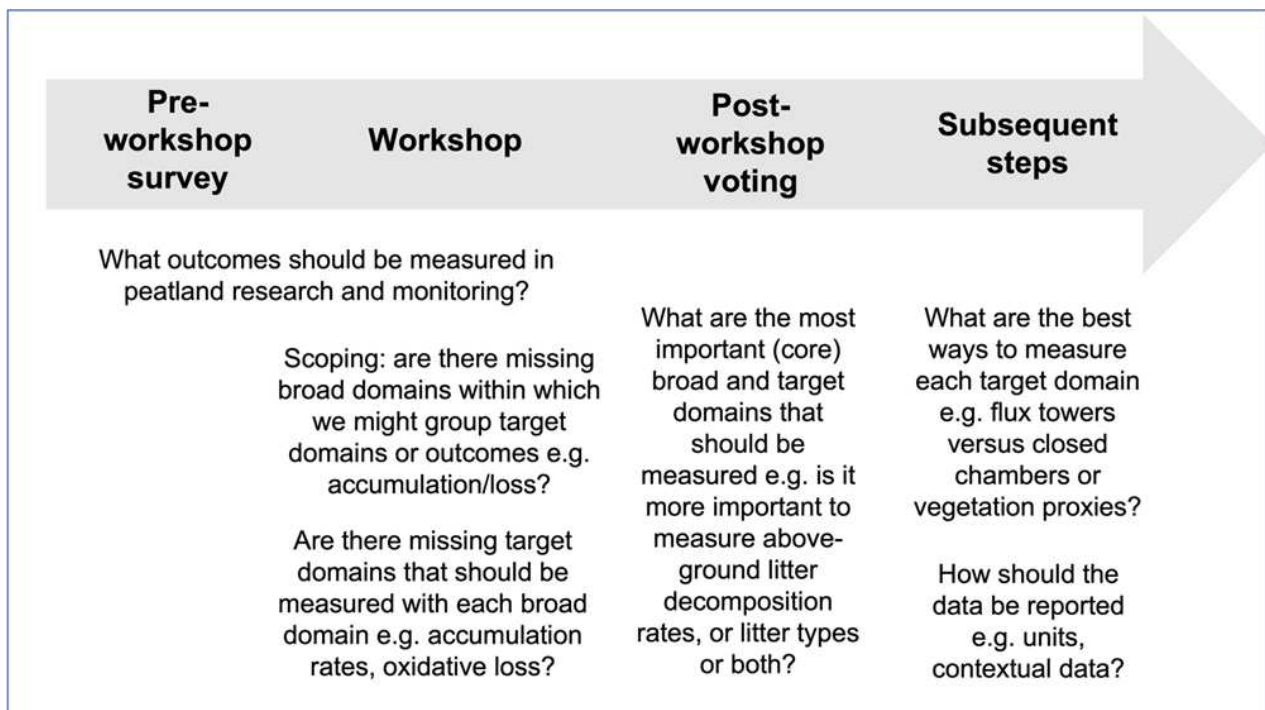 Pre-
workshop
survey
Workshop
Post-
workshop
voting
Subsequent
steps
What outcomes should be measured in
peatland research and monitoring?
Scoping: are there missing
broad domains within which
we might group target
domains or outcomes e.g.
accumulation/loss?
Are there missing target
domains that should be
measured with each broad
domain e.g. accumulation
rates, oxidative loss?
What are the most
important (core)
broad and target
domains that
should be
measured e.g. is it
more important to
measure above-
ground litter
decomposition
rates, or litter types
or both?
What are the best
ways to measure
each target domain
e.g. flux towers
versus closed
chambers or
vegetation proxies?
How should the
data be reported
e.g. units,
contextual data?